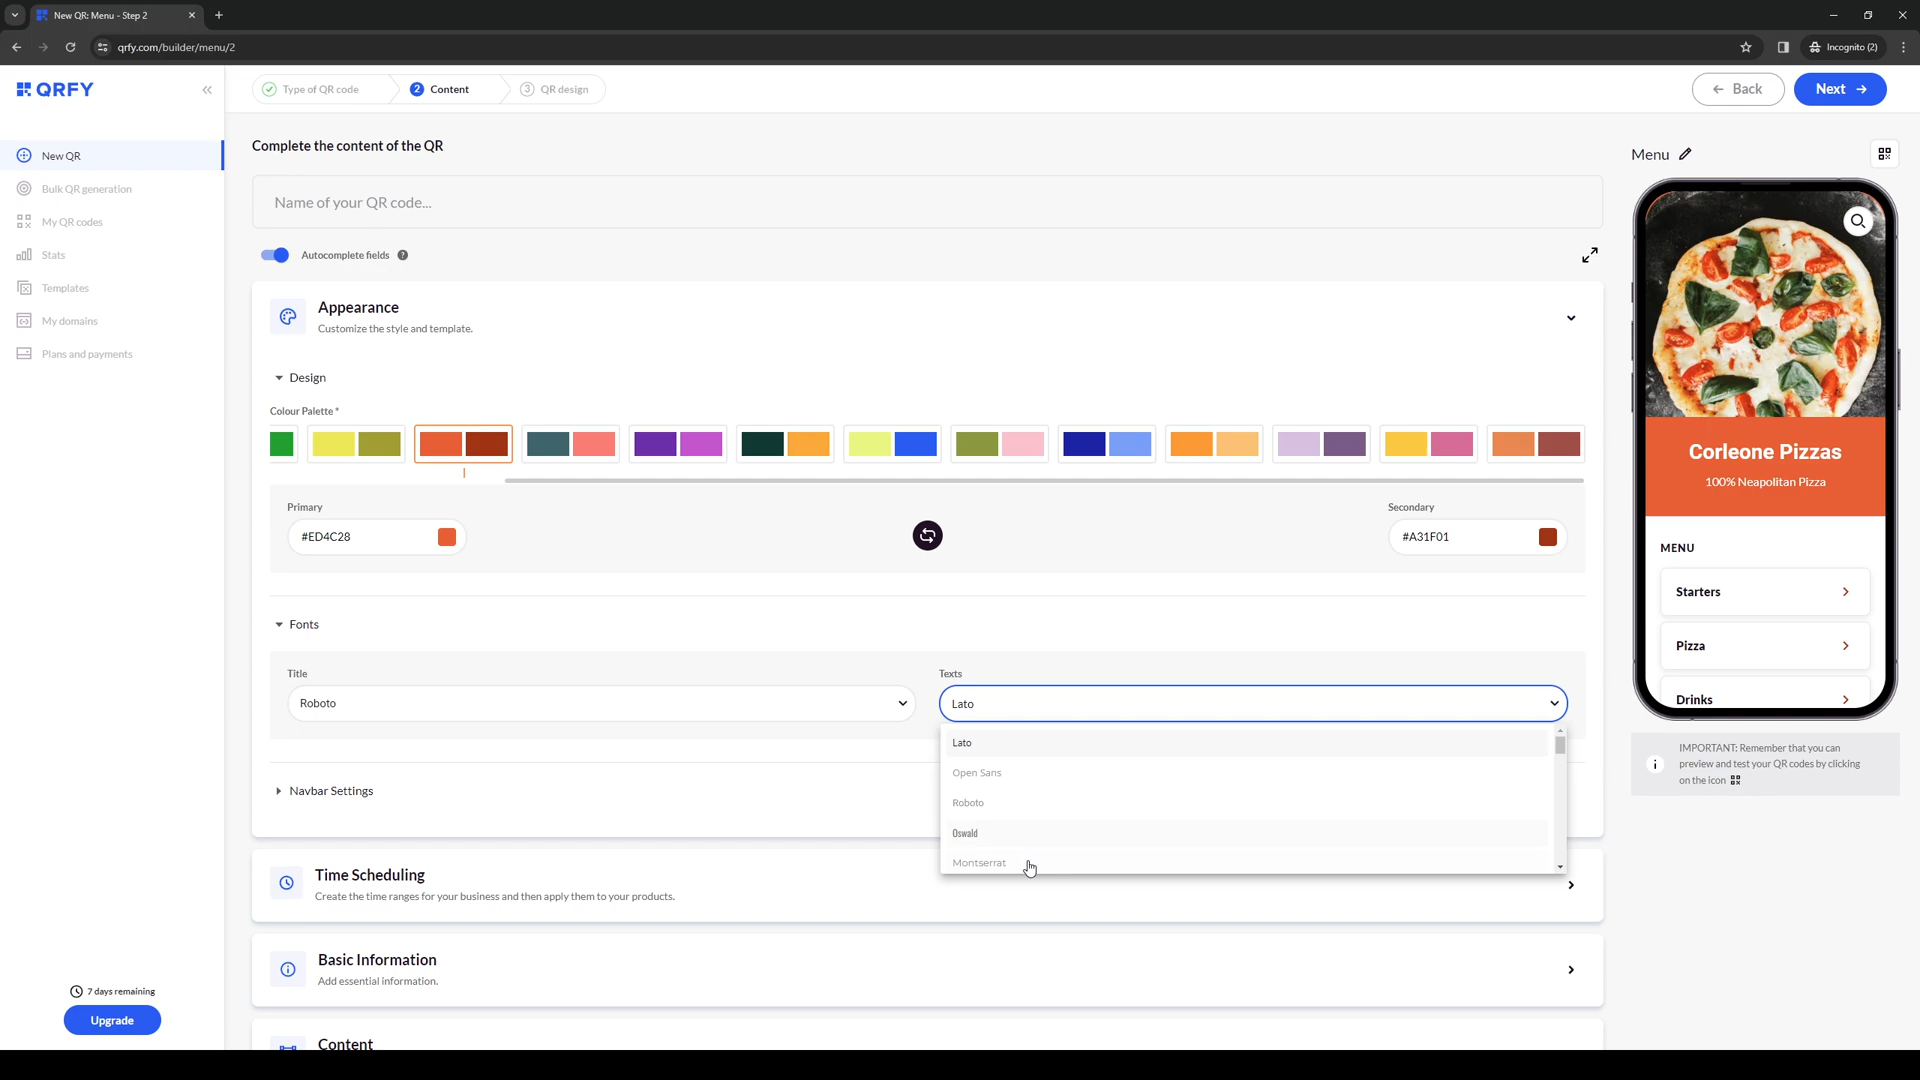 New QR: Menu - Step 2
qrfy.com/builder/menu/2
Incognito (2)
QRFY
Type of QR code
2 Content
3 QR design
Back
Next
New QR
Bulk QR generation
My QR codes
Stats
Templates
My domains
Plans and payments
7 days remaining
Upgrade
Complete the content of the QR
Name of your QR code...
Autocomplete fields ?
Appearance
Customize the style and template.
Design
Colour Palette *
Primary
#ED4C28
Secondary
#A31F01
Fonts
Title
Roboto
Texts
Lato
Lato
Open Sans
Roboto
Oswald
Montserrat
Navbar Settings
Time Scheduling
Create the time ranges for your business and then apply them to your products.
Basic Information
Add essential information.
Content
Menu
Corleone Pizzas
100% Neapolitan Pizza
MENU
Starters
Pizza
Drinks
IMPORTANT: Remember that you can
preview and test your QR codes by clicking
on the icon